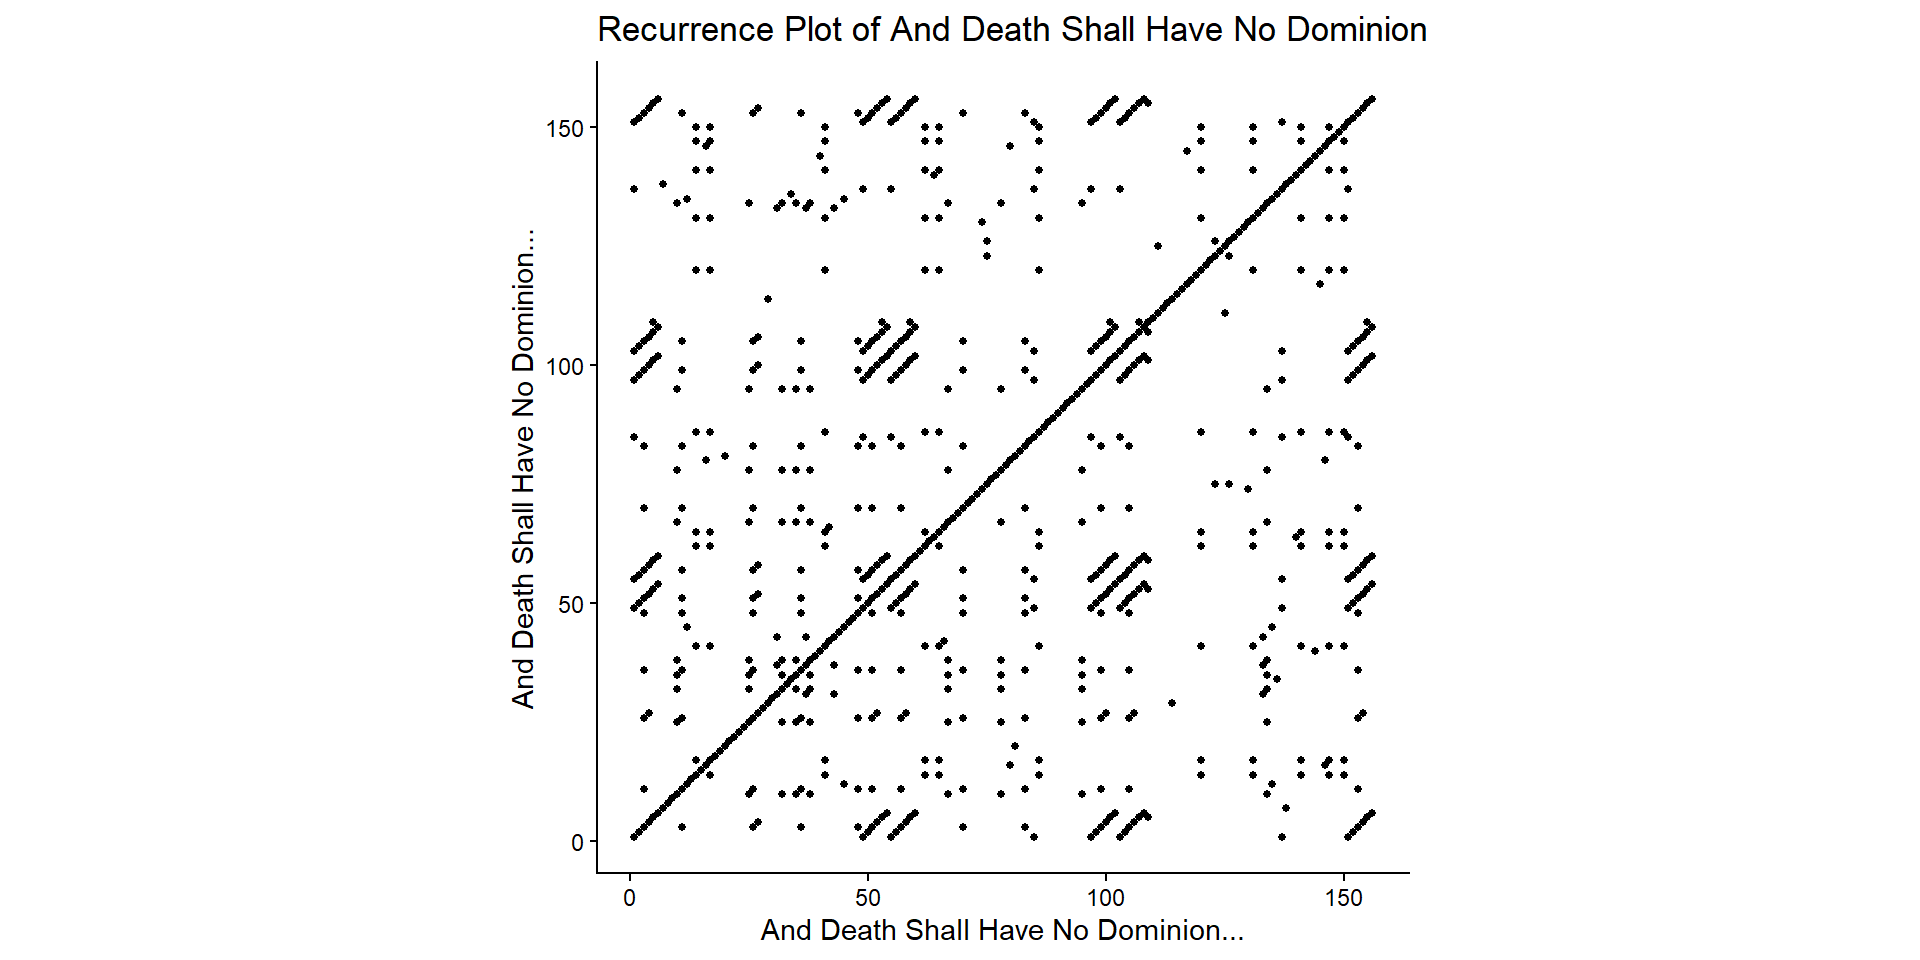 Recurrence Plot of And Death Shall Have No Dominion
And Death Shall Have No Dominion...
150
100
50
0
0 50 100 150
And Death Shall Have No Dominion...